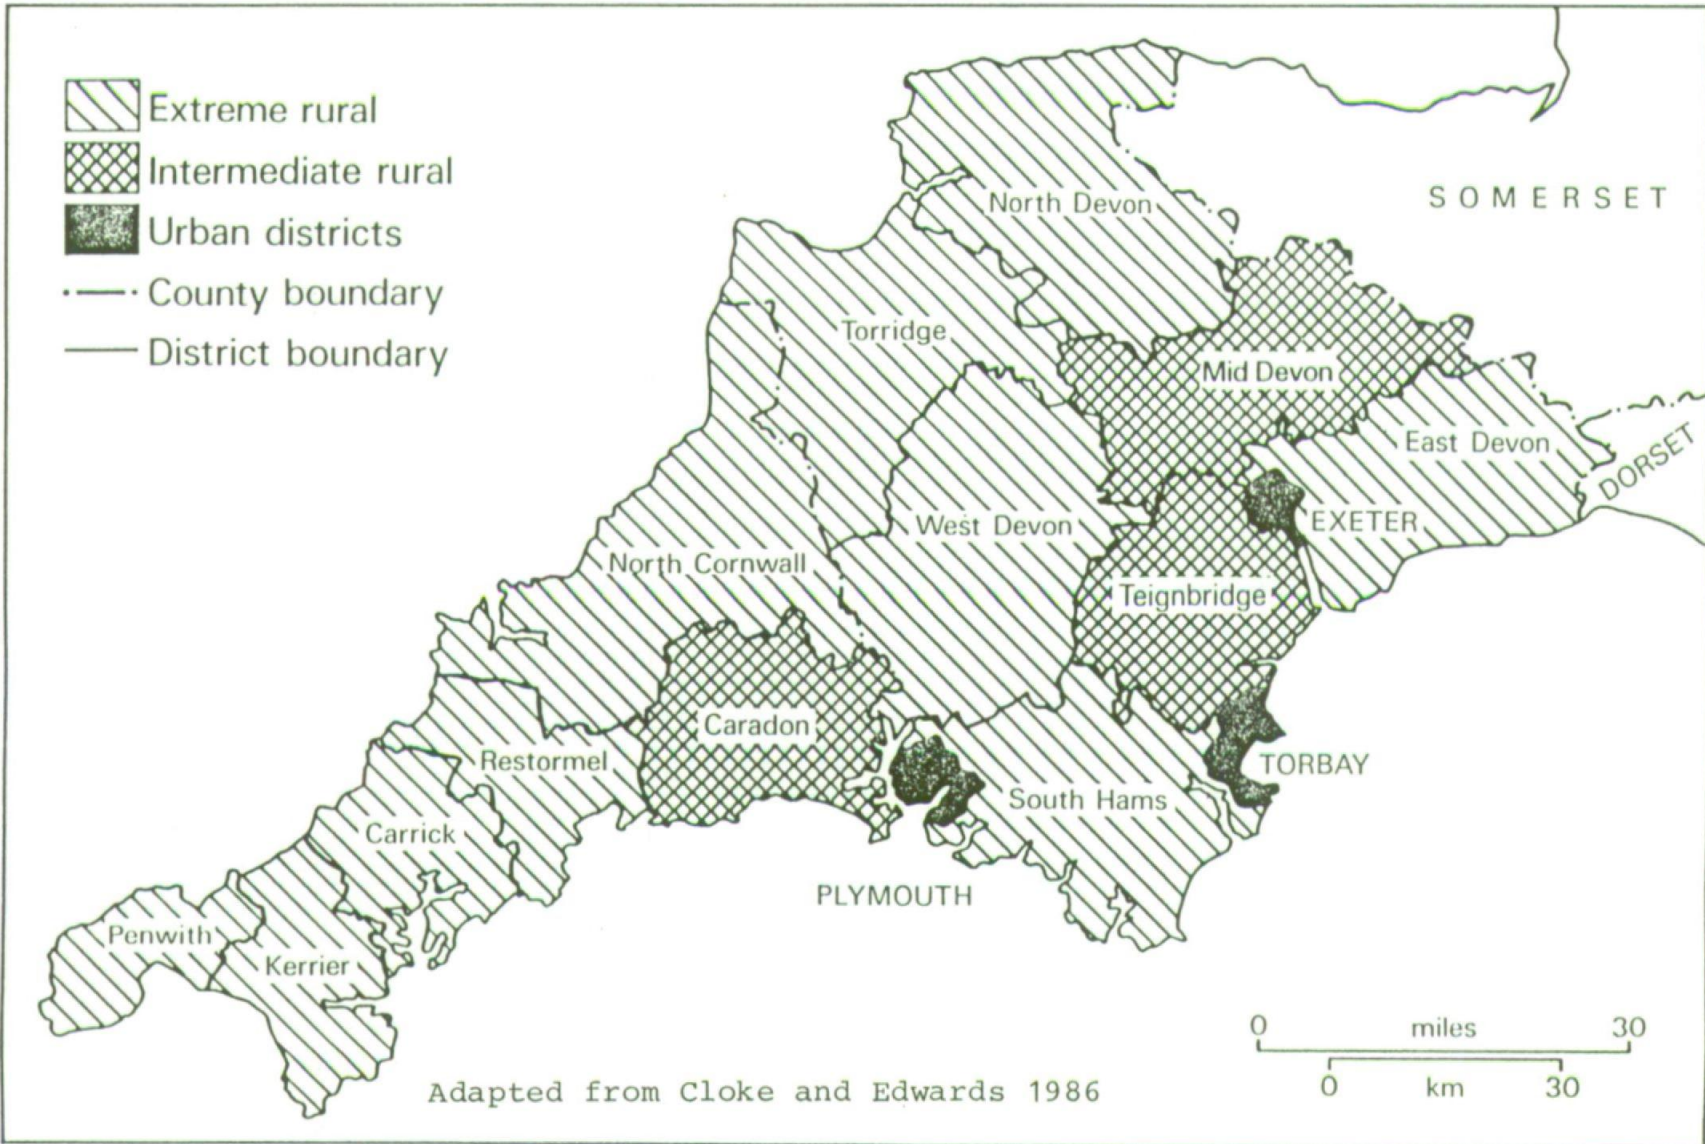 Extreme rural
Intermediate rural
Urban districts
County boundary
District boundary
SOMERSET
North Devon
Torridge
Mid Devon
East Devon
DORSET
EXETER
West Devon
North Cornwall
Teignbridge
Caradon
Restormel
TORBAY
South Hams
Carrick
PLYMOUTH
Penwith
Kerrier
0 miles 30
0 km 30
Adapted from Cloke and Edwards 1986